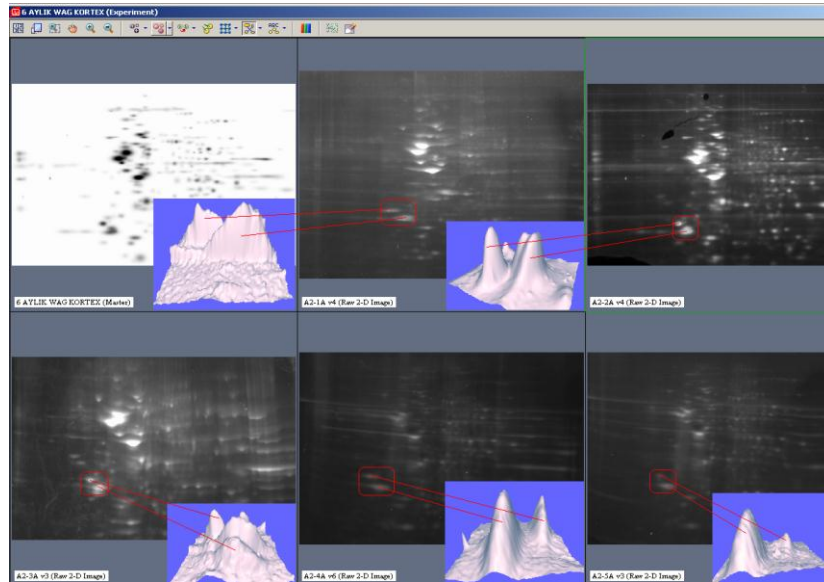 6 AYLIK WAG KORTEX (Experiment)
6 AYLIK WAG KORTEX (Master)
A2-1A v4 (Raw 2-D Image)
A2-2A v4 (Raw 2-D Image)
A2-3A v3 (Raw 2-D Image)
A2-4A v6 (Raw 2-D Image)
A2-5A v3 (Raw 2-D Image)